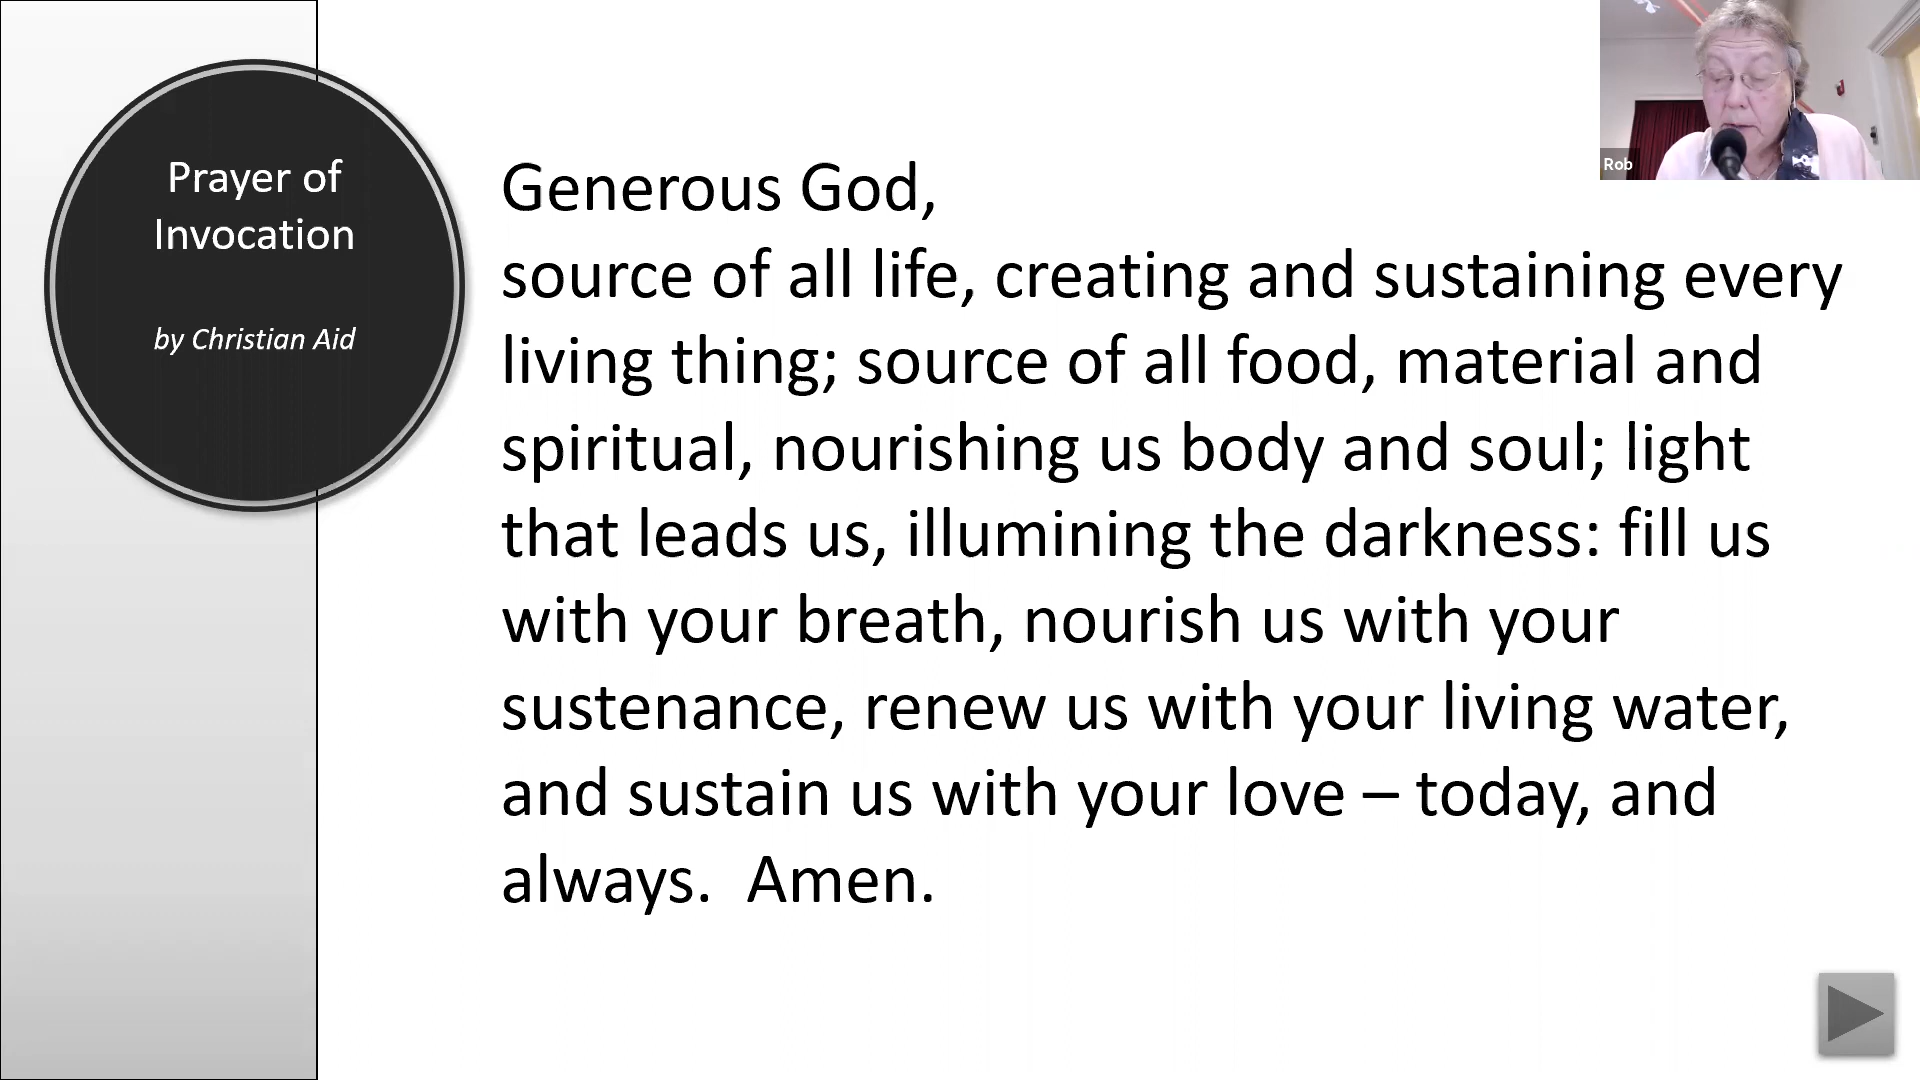 Prayer of
Invocation
by Christian Aid
Generous God,
source of all life, creating and sustaining every
living thing; source of all food, material and
spiritual, nourishing us body and soul; light
that leads us, illumining the darkness: fill us
with your breath, nourish us with your
sustenance, renew us with your living water,
and sustain us with your love – today, and
always.  Amen.
Rob